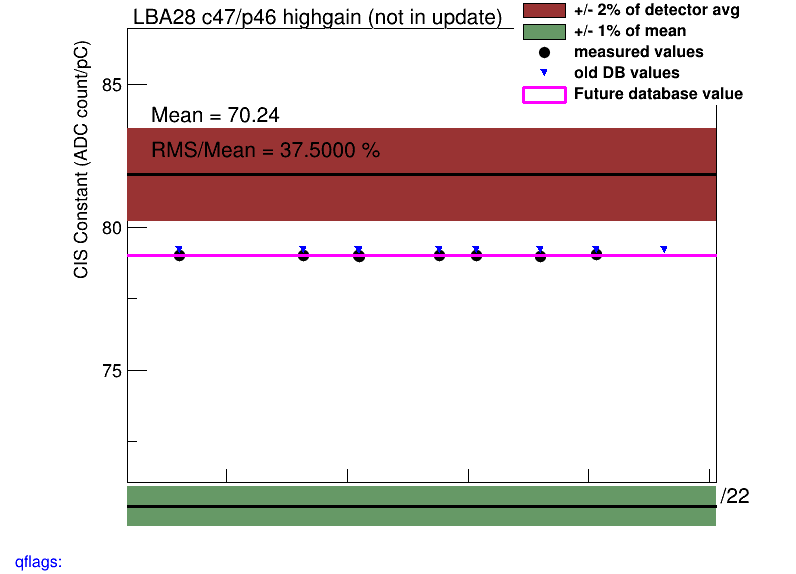 LBA28 c47/p46 highgain (not in update)
+/- 2% of detector avg
+/- 1% of mean
measured values
old DB values
Future database value
CIS Constant (ADC count/pC)
85
80
75
Mean = 70.24
RMS/Mean = 37.5000 %
/22
qflags: